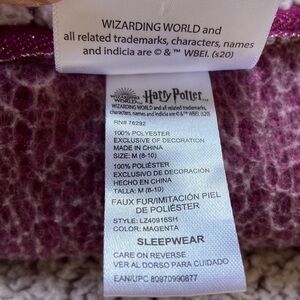 WIZARDING WORLD and
all related trademarks, characters, names
and indicia are © & ™ WBEI. (s20)
WIZARDING WORLD
Harry Potter
WIZARDING WORLD and all related trademarks,
characters, names and indicia are © & ™ WBEI. (s20)
RN# 76292
100% POLYESTER
EXCLUSIVE OF DECORATION
MADE IN CHINA
SIZE: M (8-10)
100% POLIÉSTER
EXCLUSIVO DE DECORACIÓN
HECHO EN CHINA
TALLA: M (8-10)
FAUX FUR/IMITACIÓN PIEL
DE POLIÉSTER
STYLE: LZ40916SH
COLOR: MAGENTA
SLEEPWEAR
CARE ON REVERSE
VER AL DORSO PARA CUIDADO
EAN/UPC 80970990877